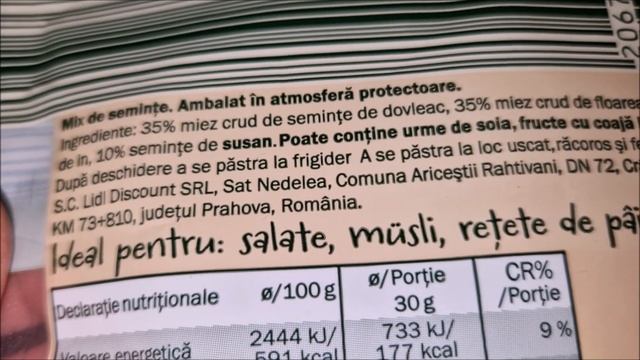 2067
Mix de semințe. Ambalat în atmosferă protectoare.
Ingrediente: 35% miez crud de semințe de dovleac, 35% miez crud de
de in, 10% semințe de susan. Poate conține urme de soia, fructe cu coajă
După deschidere a se păstra la frigider A se păstra la loc uscat, răcoros și
S.C. Lidl Discount SRL, Sat Nedelea, Comuna Ariceștii Rahtivani, DN 72,
KM 73+810, județul Prahova, România.
Ideal pentru: salate, müsli, rețete de
Declarație nutriționale ø/100 g ø/Porție 30 g CR% /Porție
Valoare energetică 2444 kJ/ 733 kJ/ 9 %
591 kcal 177 kcal